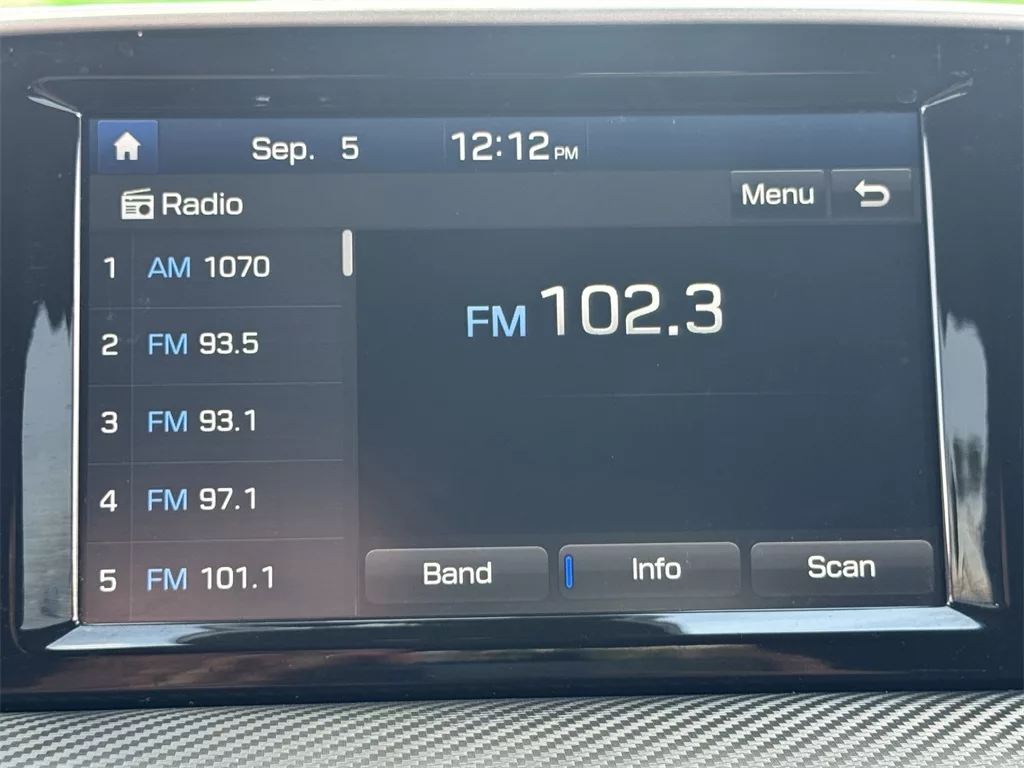 Sep. 5 12:12 PM
Radio Menu
1 AM 1070
2 FM 93.5
3 FM 93.1
4 FM 97.1
5 FM 101.1
FM 102.3
Band Info Scan